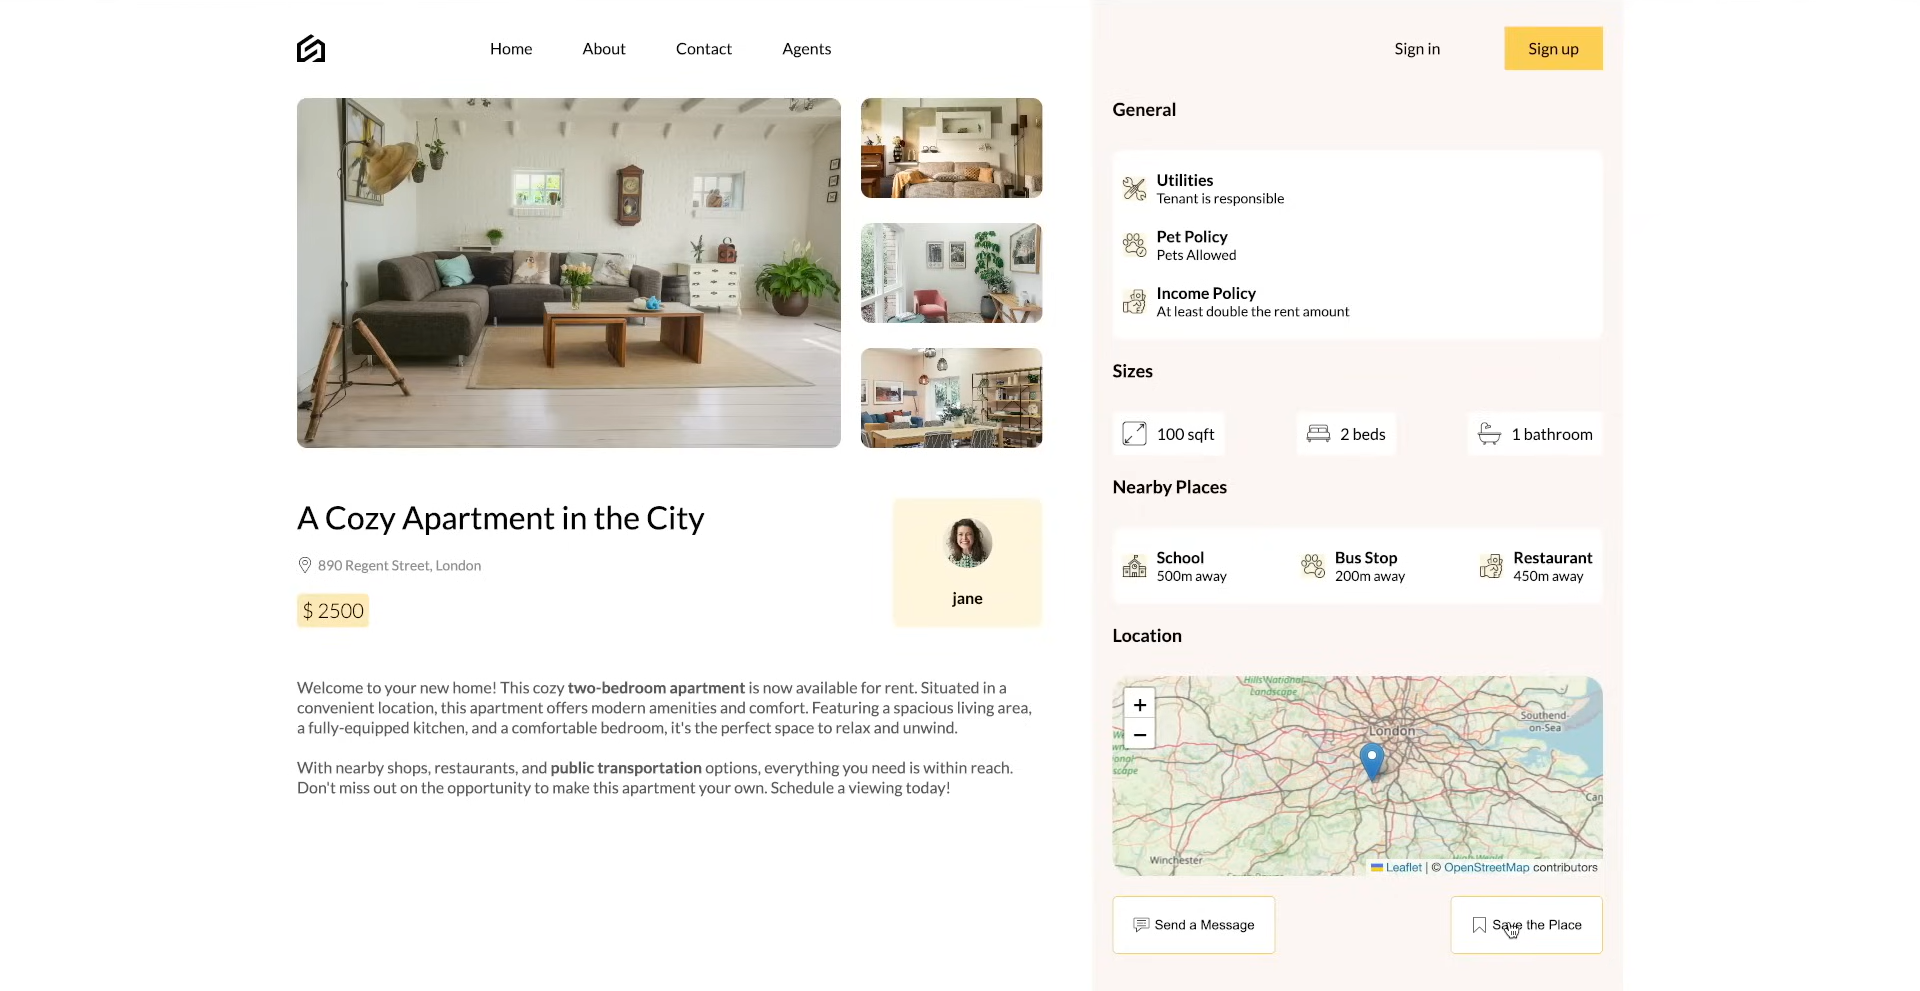 Home
About
Contact
Agents
Sign in
Sign up
A Cozy Apartment in the City
890 Regent Street, London
$ 2500
jane
Welcome to your new home! This cozy two-bedroom apartment is now available for rent. Situated in a
convenient location, this apartment offers modern amenities and comfort. Featuring a spacious living area,
a fully-equipped kitchen, and a comfortable bedroom, it's the perfect space to relax and unwind.
With nearby shops, restaurants, and public transportation options, everything you need is within reach.
Don't miss out on the opportunity to make this apartment your own. Schedule a viewing today!
General
Utilities
Tenant is responsible
Pet Policy
Pets Allowed
Income Policy
At least double the rent amount
Sizes
100 sqft
2 beds
1 bathroom
Nearby Places
School
500m away
Bus Stop
200m away
Restaurant
450m away
Location
+
−
Hills National
Landscape
Southend-
on-Sea
London
Winchester
Leaflet | © OpenStreetMap contributors
Send a Message
Save the Place